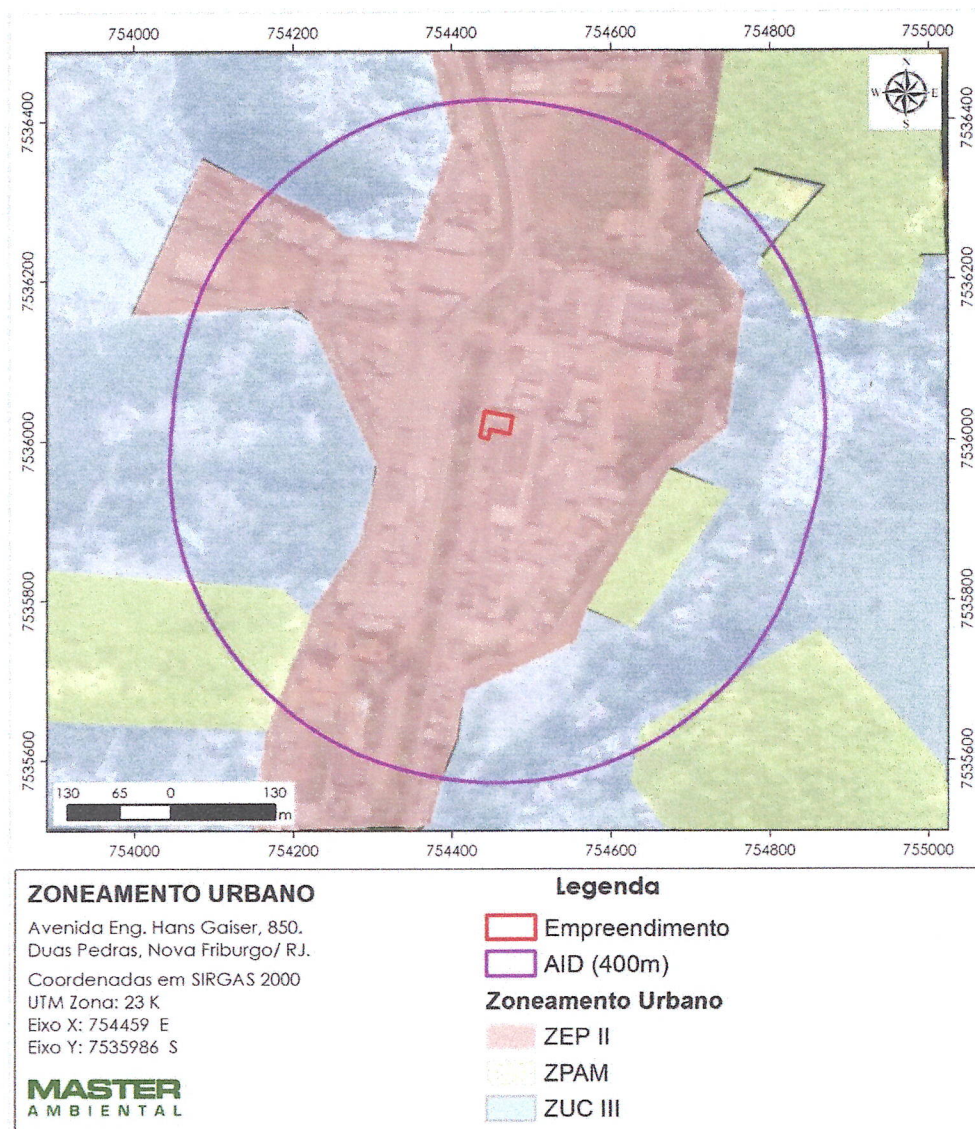 754000 754200 754400 754600 754800 755000
N
W E
S
7536400 7536400
7536200 7536200
7536000 7536000
7535800 7535800
7535600 7535600
130 65 0 130
m
754000 754200 754400 754600 754800 755000
ZONEAMENTO URBANO
Avenida Eng. Hans Gaiser, 850.
Duas Pedras, Nova Friburgo/ RJ.
Coordenadas em SIRGAS 2000
UTM Zona: 23 K
Eixo X: 754459 E
Eixo Y: 7535986 S
MASTER
AMBIENTAL
Legenda
Empreendimento
AID (400m)
Zoneamento Urbano
ZEP II
ZPAM
ZUC III